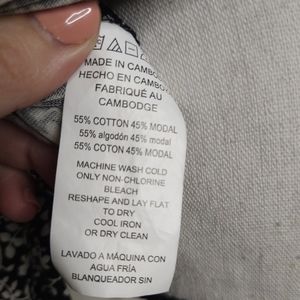 MADE IN CAMBOD
HECHO EN CAMBO
FABRIQUÉ AU
CAMBODGE
55% COTTON 45% MODAL
55% algodón 45% modal
55% COTON 45% MODAL
MACHINE WASH COLD
ONLY NON-CHLORINE
BLEACH
RESHAPE AND LAY FLAT
TO DRY
COOL IRON
OR DRY CLEAN
LAVADO A MÁQUINA CON
AGUA FRÍA
BLANQUEADOR SIN